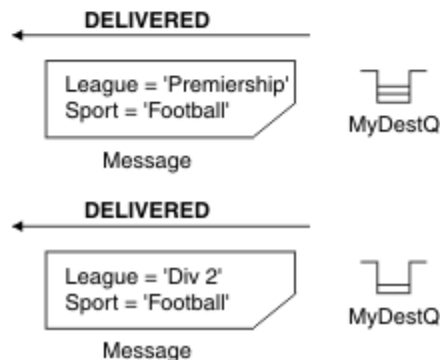 DELIVERED
League = 'Premiership'
Sport = 'Football'
MyDestQ
Message
DELIVERED
League = 'Div 2'
Sport = 'Football'
MyDestQ
Message